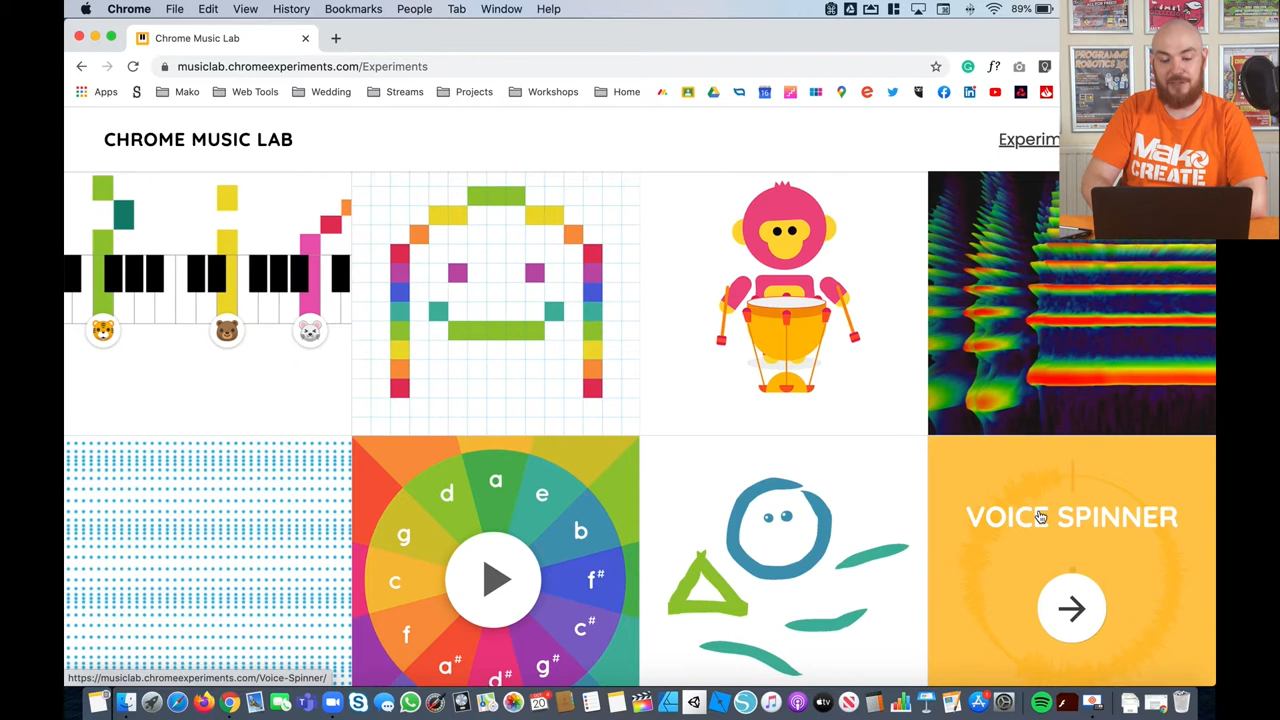 Chrome File Edit View History Bookmarks People Tab Window Help 89%
Chrome Music Lab
musiclab.chromeexperiments.com/
Apps Mako Web Tools Wedding Projects Workshops Home
CHROME MUSIC LAB
Experim
PROGRAMME
ROBOTICS
Mako
CREATE
VOICE SPINNER
d a e
g b
c f#
f c#
a# d# g#
https://musiclab.chromeexperiments.com/Voice-Spinner/